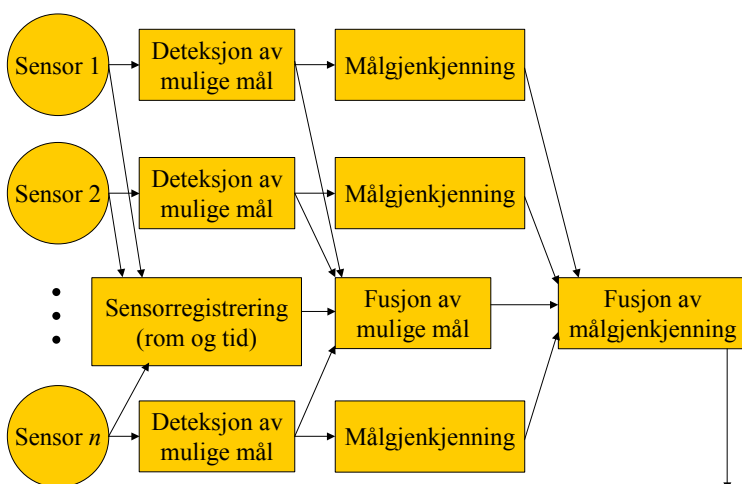 Sensor 1
Deteksjon av
mulige mål
Målgjenkjenning
Sensor 2
Deteksjon av
mulige mål
Målgjenkjenning
Sensorregistrering
(rom og tid)
Fusjon av
mulige mål
Fusjon av
målgjenkjenning
Sensor n
Deteksjon av
mulige mål
Målgjenkjenning